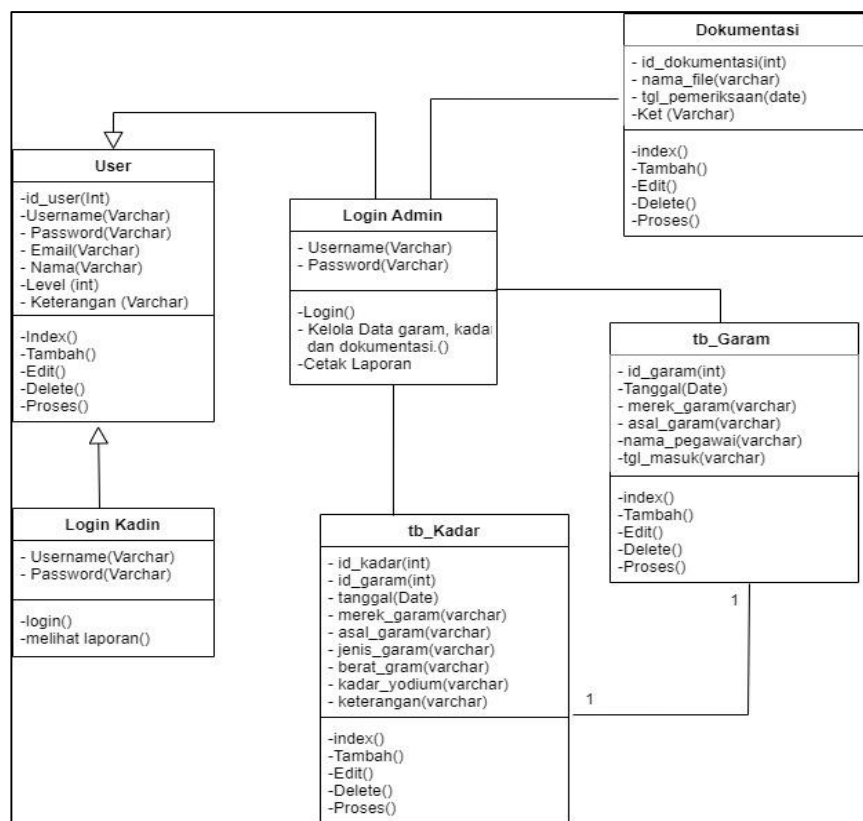 Dokumentasi
- id_dokumentasi(int)
- nama_file(varchar)
- tgl_pemeriksaan(date)
-Ket (Varchar)
-index()
-Tambah()
-Edit()
-Delete()
-Proses()
User
-id_user(Int)
-Username(Varchar)
- Password(Varchar)
- Email(Varchar)
- Nama(Varchar)
-Level (int)
- Keterangan (Varchar)
-Index()
-Tambah()
-Edit()
-Delete()
-Proses()
Login Admin
- Username(Varchar)
- Password(Varchar)
-Login()
- Kelola Data garam, kadar
dan dokumentasi.()
-Cetak Laporan
tb_Garam
- id_garam(int)
-Tanggal(Date)
- merek_garam(varchar)
- asal_garam(varchar)
-nama_pegawai(varchar)
-tgl_masuk(varchar)
-index()
-Tambah()
-Edit()
-Delete()
-Proses()
Login Kadin
- Username(Varchar)
- Password(Varchar)
-login()
-melihat laporan()
tb_Kadar
- id_kadar(int)
- id_garam(int)
- tanggal(Date)
- merek_garam(varchar)
- asal_garam(varchar)
- jenis_garam(varchar)
- berat_gram(varchar)
- kadar_yodium(varchar)
- keterangan(varchar)
-index()
-Tambah()
-Edit()
-Delete()
-Proses()
1
1